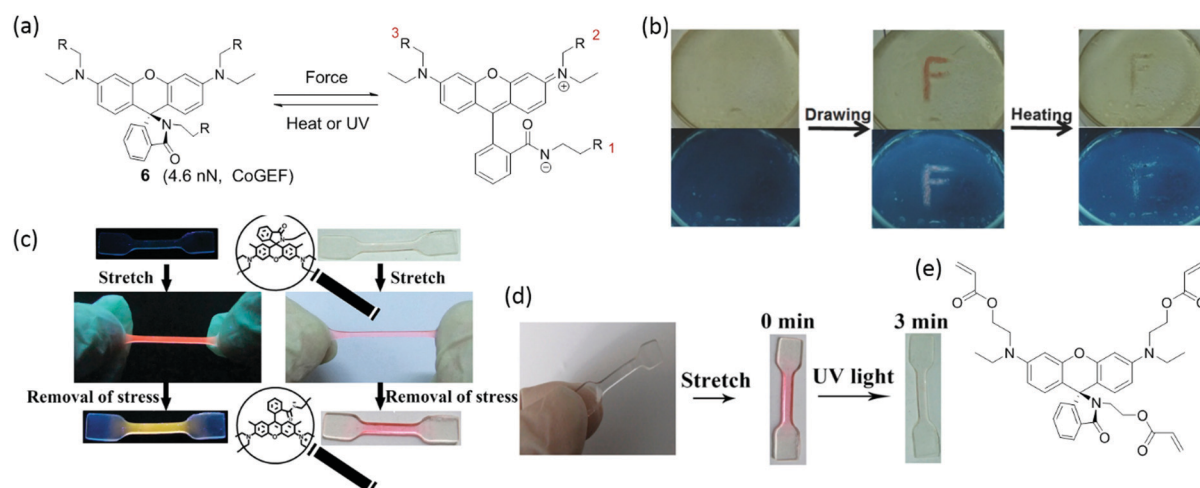 (a)
R
R
N
O
N
N
R
O
6 (4.6 nN, CoGEF)
Force
Heat or UV
3
R
2
R
N
O
N
⊕
O
N
⊖
R
1
(b)
Drawing
Heating
F
F
F
F
(c)
Stretch
Stretch
Removal of stress
Removal of stress
(d)
Stretch
0 min
UV light
3 min
(e)
O
O
O
O
N
O
N
N
O
O
O